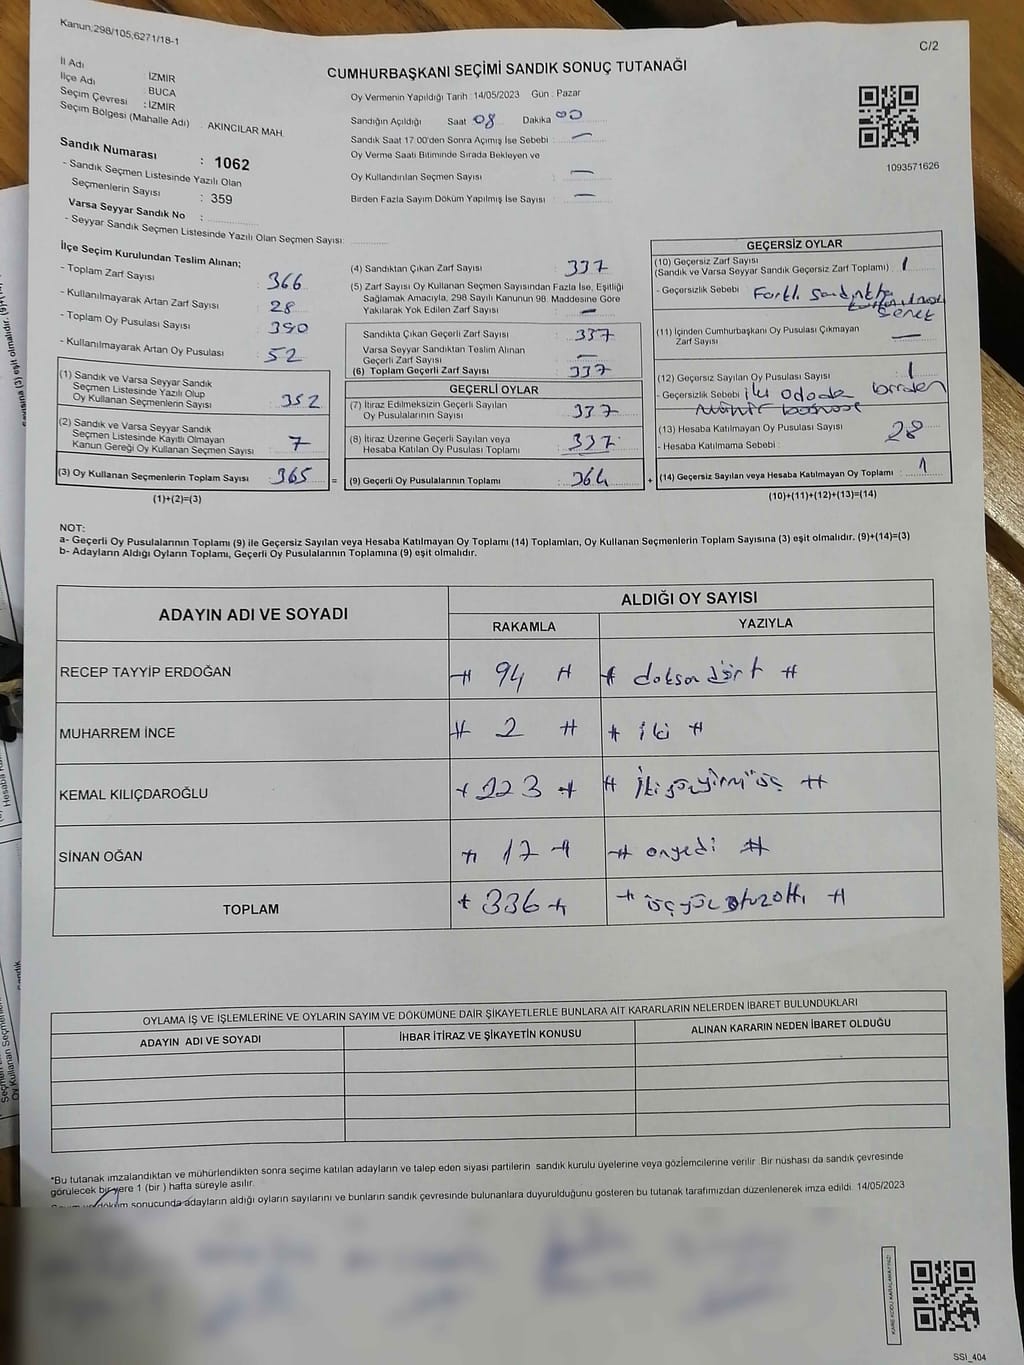 Kanun:298/105;6271/18-1
C/2
CUMHURBAŞKANI SEÇİMİ SANDIK SONUÇ TUTANAĞI
İl Adı : İZMİR
İlçe Adı : BUCA
Seçim Çevresi : İZMİR
Seçim Bölgesi (Mahalle Adı) : AKINCILAR MAH.
Sandık Numarası : 1062
- Sandık Seçmen Listesinde Yazılı Olan
Seçmenlerin Sayısı : 359
Varsa Seyyar Sandık No :
- Seyyar Sandık Seçmen Listesinde Yazılı Olan Seçmen Sayısı:
Oy Vermenin Yapıldığı Tarih :14/05/2023 Gün : Pazar
Sandığın Açıldığı Saat 08 Dakika 00
Sandık Saat 17:00'den Sonra Açımış İse Sebebi : —
Oy Verme Saati Bitiminde Sırada Bekleyen ve
Oy Kullandırılan Seçmen Sayısı : —
Birden Fazla Sayım Döküm Yapılmış İse Sayısı : —
1093571626
İlçe Seçim Kurulundan Teslim Alınan;
- Toplam Zarf Sayısı : 366
- Kullanılmayarak Artan Zarf Sayısı : 28
- Toplam Oy Pusulası Sayısı : 390
- Kullanılmayarak Artan Oy Pusulası : 52
(1) Sandık ve Varsa Seyyar Sandık
Seçmen Listesinde Yazılı Olup
Oy Kullanan Seçmenlerin Sayısı : 352
(2) Sandık ve Varsa Seyyar Sandık
Seçmen Listesinde Kayıtlı Olmayan
Kanun Gereği Oy Kullanan Seçmen Sayısı : 7
(3) Oy Kullanan Seçmenlerin Toplam Sayısı : 365
(1)+(2)=(3)
(4) Sandıktan Çıkan Zarf Sayısı : 337
(5) Zarf Sayısı Oy Kullanan Seçmen Sayısından Fazla İse, Eşitliği
Sağlamak Amacıyla, 298 Sayılı Kanunun 98. Maddesine Göre
Yakılarak Yok Edilen Zarf Sayısı : —
Sandıkta Çıkan Geçerli Zarf Sayısı : 337
Varsa Seyyar Sandıktan Teslim Alınan
Geçerli Zarf Sayısı : —
(6) Toplam Geçerli Zarf Sayısı : 337
GEÇERLİ OYLAR
(7) İtiraz Edilmeksizin Geçerli Sayılan
Oy Pusulalarının Sayısı : 337
(8) İtiraz Üzerine Geçerli Sayılan veya
Hesaba Katılan Oy Pusulası Toplamı : 337
= (9) Geçerli Oy Pusulalarının Toplamı : 364 +
GEÇERSİZ OYLAR
(10) Geçersiz Zarf Sayısı
(Sandık ve Varsa Seyyar Sandık Geçersiz Zarf Toplamı) : 1
- Geçersizlik Sebebi : Farklı
(11) İçinden Cumhurbaşkanı Oy Pusulası Çıkmayan
Zarf Sayısı : —
(12) Geçersiz Sayılan Oy Pusulası Sayısı : 1
- Geçersizlik Sebebi : iki birden
mühür
(13) Hesaba Katılmayan Oy Pusulası Sayısı : 28
- Hesaba Katılmama Sebebi :
(14) Geçersiz Sayılan veya Hesaba Katılmayan Oy Toplamı : 1
(10)+(11)+(12)+(13)=(14)
NOT:
a- Geçerli Oy Pusulalarının Toplamı (9) ile Geçersiz Sayılan veya Hesaba Katılmayan Oy Toplamı (14) Toplamları, Oy Kullanan Seçmenlerin Toplam Sayısına (3) eşit olmalıdır. (9)+(14)=(3)
b- Adayların Aldığı Oyların Toplamı, Geçerli Oy Pusulalarının Toplamına (9) eşit olmalıdır.
ADAYIN ADI VE SOYADI ALDIĞI OY SAYISI
RAKAMLA YAZIYLA
RECEP TAYYİP ERDOĞAN # 94 # # doksandört #
MUHARREM İNCE # 2 # # iki #
KEMAL KILIÇDAROĞLU # 223 # # ikiyüzyirmiüç #
SİNAN OĞAN # 17 # # onyedi #
TOPLAM # 336 # # üçyüzotuzaltı #
OYLAMA İŞ VE İŞLEMLERİNE VE OYLARIN SAYIM VE DÖKÜMÜNE DAİR ŞİKAYETLERLE BUNLARA AİT KARARLARIN NELERDEN İBARET BULUNDUKLARI
ADAYIN ADI VE SOYADI İHBAR İTİRAZ VE ŞİKAYETİN KONUSU ALINAN KARARIN NEDEN İBARET OLDUĞU
*Bu tutanak imzalandıktan ve mühürlendikten sonra seçime katılan adayların ve talep eden siyasi partilerin sandık kurulu üyelerine veya gözlemcilerine verilir. Bir nüshası da sandık çevresinde
görülecek bir yere 1 (bir ) hafta süreyle asılır.
sonucunda adayların aldığı oyların sayılarını ve bunların sandık çevresinde bulunanlara duyurulduğunu gösteren bu tutanak tarafımızdan düzenlenerek imza edildi. 14/05/2023
KARE KODU KARALAMAYINIZ!
SSİ_404